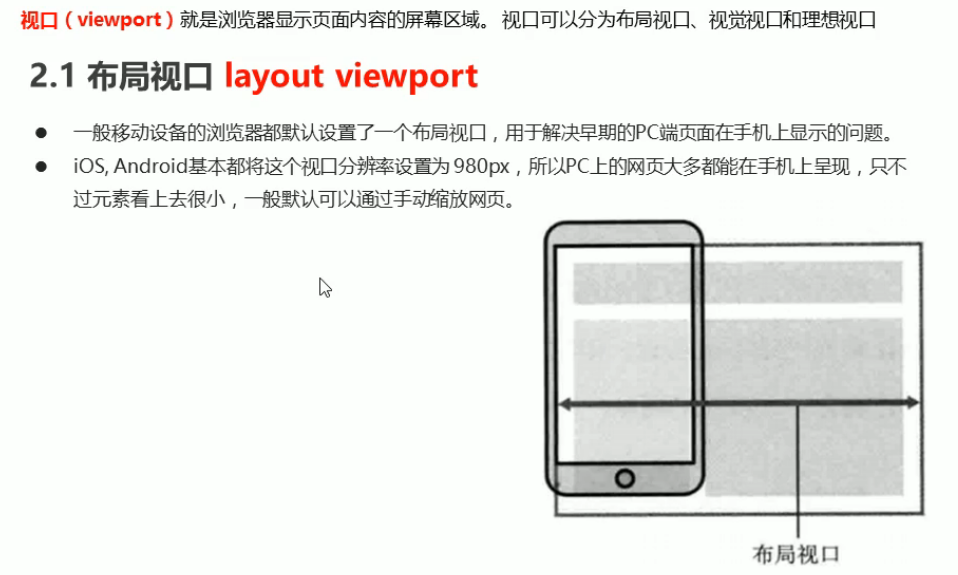 视口（viewport）就是浏览器显示页面内容的屏幕区域。 视口可以分为布局视口、视觉视口和理想视口
2.1 布局视口 layout viewport
● 一般移动设备的浏览器都默认设置了一个布局视口，用于解决早期的PC端页面在手机上显示的问题。
● iOS, Android基本都将这个视口分辨率设置为 980px，所以PC上的网页大多都能在手机上呈现，只不
过元素看上去很小，一般默认可以通过手动缩放网页。
布局视口